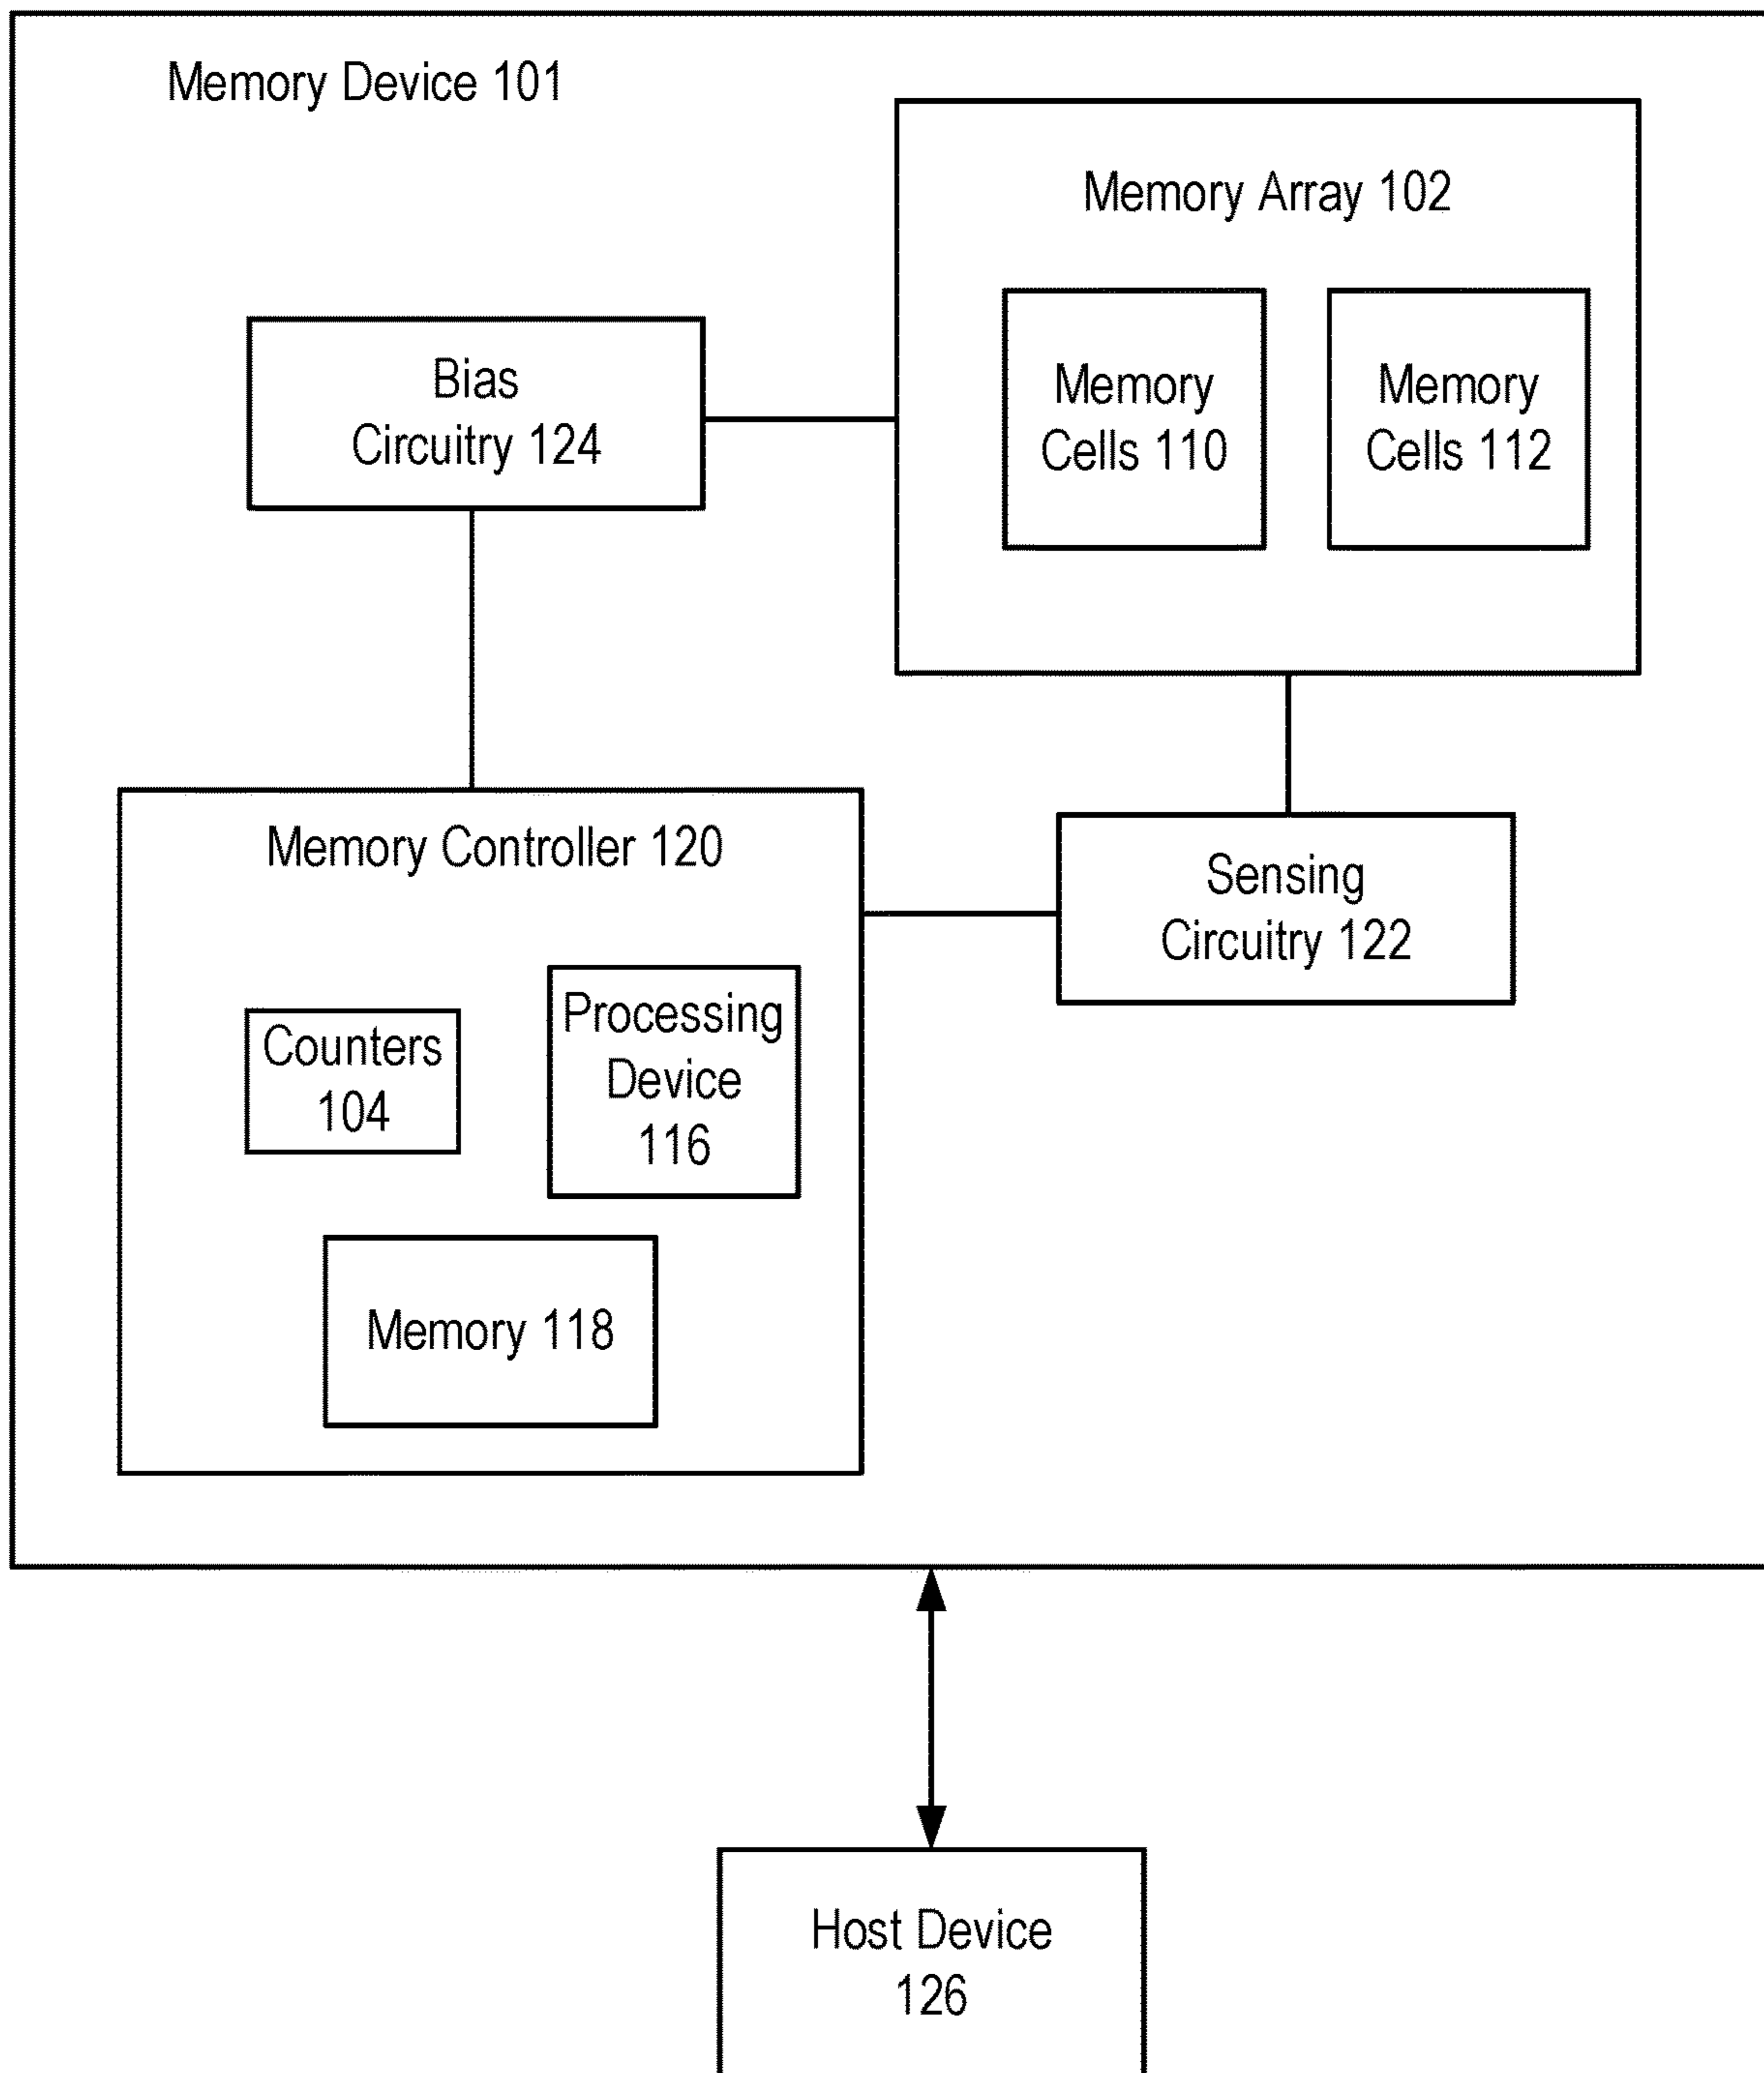 Memory Device 101
Memory Array 102
Memory
Cells 110
Memory
Cells 112
Bias
Circuitry 124
Memory Controller 120
Sensing
Circuitry 122
Counters
104
Processing
Device
116
Memory 118
Host Device
126